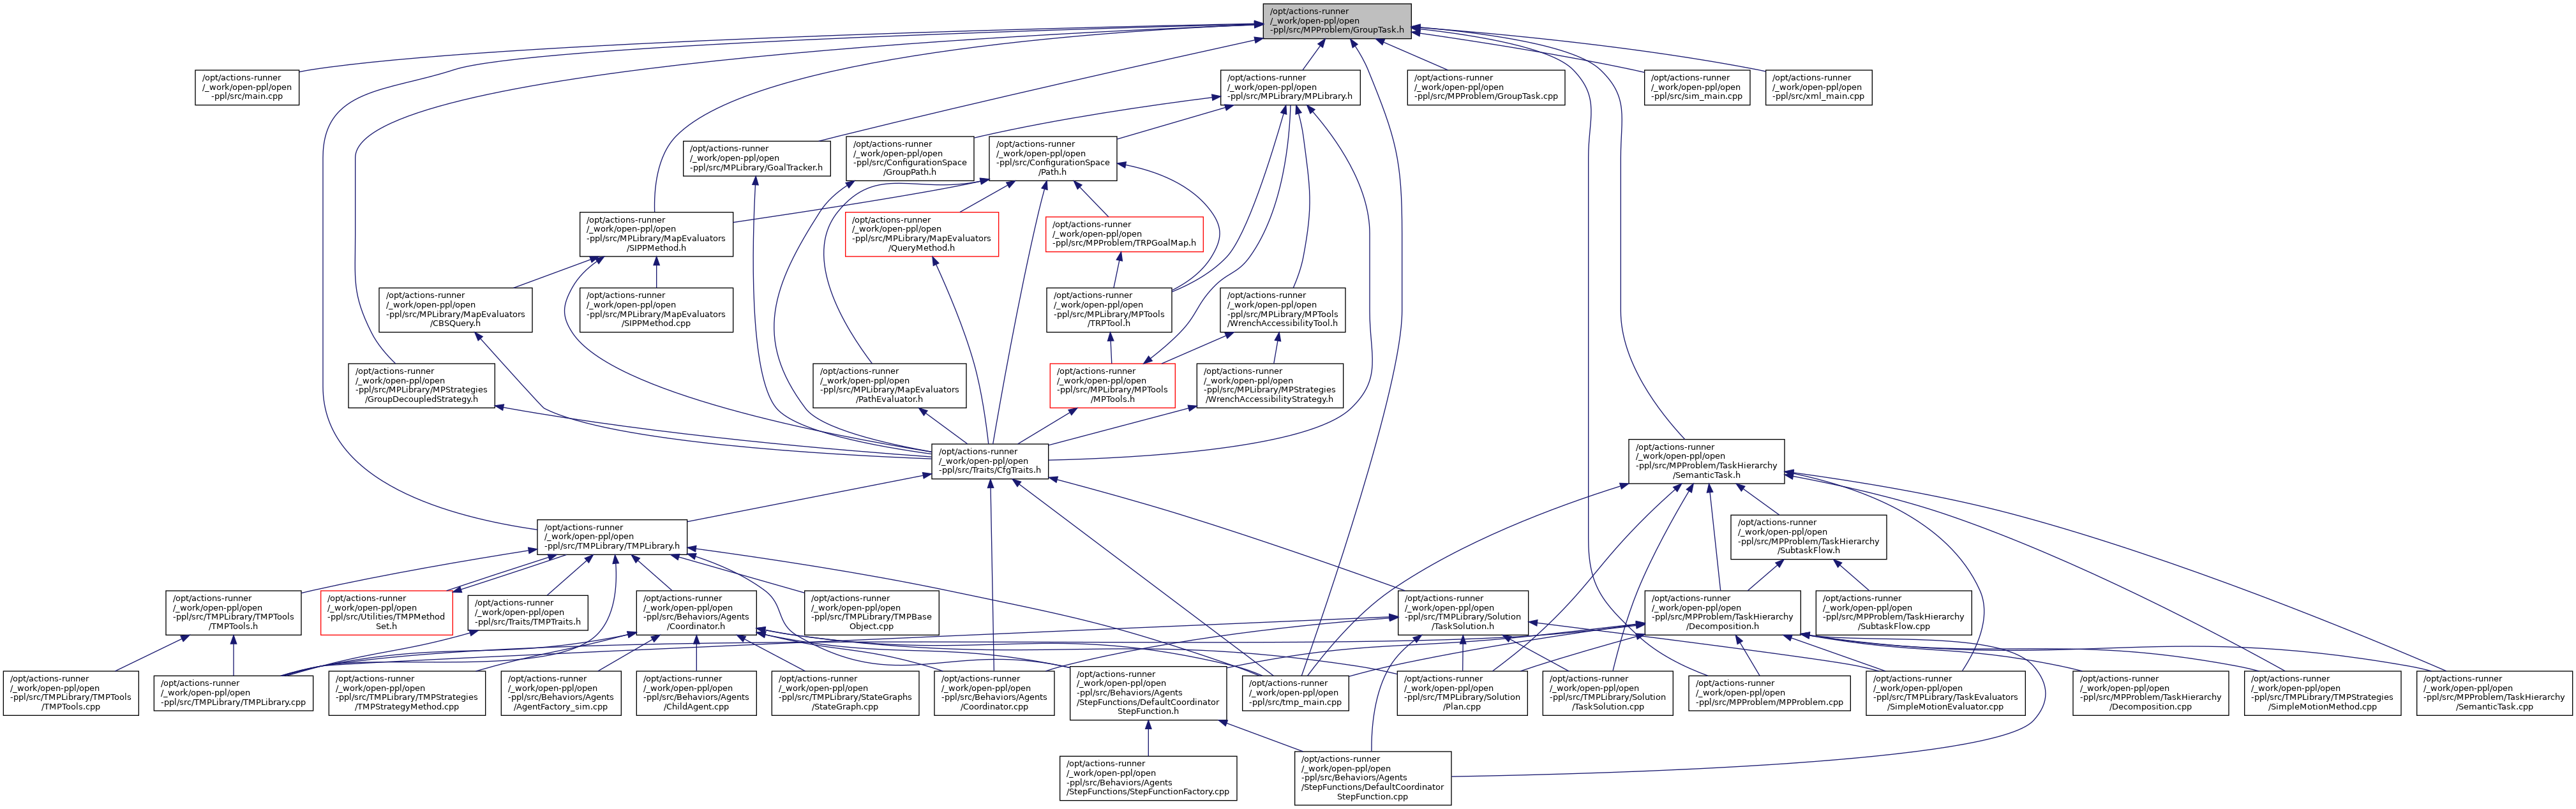 /opt/actions-runner
/_work/open-ppl/open
-ppl/src/MPProblem/GroupTask.h
/opt/actions-runner
/_work/open-ppl/open
-ppl/src/main.cpp
/opt/actions-runner
/_work/open-ppl/open
-ppl/src/MPLibrary/MPLibrary.h
/opt/actions-runner
/_work/open-ppl/open
-ppl/src/MPProblem/GroupTask.cpp
/opt/actions-runner
/_work/open-ppl/open
-ppl/src/sim_main.cpp
/opt/actions-runner
/_work/open-ppl/open
-ppl/src/xml_main.cpp
/opt/actions-runner
/_work/open-ppl/open
-ppl/src/MPLibrary/GoalTracker.h
/opt/actions-runner
/_work/open-ppl/open
-ppl/src/ConfigurationSpace
/GroupPath.h
/opt/actions-runner
/_work/open-ppl/open
-ppl/src/ConfigurationSpace
/Path.h
/opt/actions-runner
/_work/open-ppl/open
-ppl/src/MPLibrary/MapEvaluators
/SIPPMethod.h
/opt/actions-runner
/_work/open-ppl/open
-ppl/src/MPLibrary/MapEvaluators
/QueryMethod.h
/opt/actions-runner
/_work/open-ppl/open
-ppl/src/MPProblem/TRPGoalMap.h
/opt/actions-runner
/_work/open-ppl/open
-ppl/src/MPLibrary/MapEvaluators
/CBSQuery.h
/opt/actions-runner
/_work/open-ppl/open
-ppl/src/MPLibrary/MapEvaluators
/SIPPMethod.cpp
/opt/actions-runner
/_work/open-ppl/open
-ppl/src/MPLibrary/MPTools
/TRPTool.h
/opt/actions-runner
/_work/open-ppl/open
-ppl/src/MPLibrary/MPTools
/WrenchAccessibilityTool.h
/opt/actions-runner
/_work/open-ppl/open
-ppl/src/MPLibrary/MPStrategies
/GroupDecoupledStrategy.h
/opt/actions-runner
/_work/open-ppl/open
-ppl/src/MPLibrary/MapEvaluators
/PathEvaluator.h
/opt/actions-runner
/_work/open-ppl/open
-ppl/src/MPLibrary/MPTools
/MPTools.h
/opt/actions-runner
/_work/open-ppl/open
-ppl/src/MPLibrary/MPStrategies
/WrenchAccessibilityStrategy.h
/opt/actions-runner
/_work/open-ppl/open
-ppl/src/Traits/CfgTraits.h
/opt/actions-runner
/_work/open-ppl/open
-ppl/src/MPProblem/TaskHierarchy
/SemanticTask.h
/opt/actions-runner
/_work/open-ppl/open
-ppl/src/TMPLibrary/TMPLibrary.h
/opt/actions-runner
/_work/open-ppl/open
-ppl/src/MPProblem/TaskHierarchy
/SubtaskFlow.h
/opt/actions-runner
/_work/open-ppl/open
-ppl/src/TMPLibrary/TMPTools
/TMPTools.h
/opt/actions-runner
/_work/open-ppl/open
-ppl/src/Utilities/TMPMethod
Set.h
/opt/actions-runner
/_work/open-ppl/open
-ppl/src/Traits/TMPTraits.h
/opt/actions-runner
/_work/open-ppl/open
-ppl/src/Behaviors/Agents
/Coordinator.h
/opt/actions-runner
/_work/open-ppl/open
-ppl/src/TMPLibrary/TMPBase
Object.cpp
/opt/actions-runner
/_work/open-ppl/open
-ppl/src/TMPLibrary/Solution
/TaskSolution.h
/opt/actions-runner
/_work/open-ppl/open
-ppl/src/MPProblem/TaskHierarchy
/Decomposition.h
/opt/actions-runner
/_work/open-ppl/open
-ppl/src/MPProblem/TaskHierarchy
/SubtaskFlow.cpp
/opt/actions-runner
/_work/open-ppl/open
-ppl/src/TMPLibrary/TMPTools
/TMPTools.cpp
/opt/actions-runner
/_work/open-ppl/open
-ppl/src/TMPLibrary/TMPLibrary.cpp
/opt/actions-runner
/_work/open-ppl/open
-ppl/src/TMPLibrary/TMPStrategies
/TMPStrategyMethod.cpp
/opt/actions-runner
/_work/open-ppl/open
-ppl/src/Behaviors/Agents
/AgentFactory_sim.cpp
/opt/actions-runner
/_work/open-ppl/open
-ppl/src/Behaviors/Agents
/ChildAgent.cpp
/opt/actions-runner
/_work/open-ppl/open
-ppl/src/TMPLibrary/StateGraphs
/StateGraph.cpp
/opt/actions-runner
/_work/open-ppl/open
-ppl/src/Behaviors/Agents
/Coordinator.cpp
/opt/actions-runner
/_work/open-ppl/open
-ppl/src/Behaviors/Agents
/StepFunctions/DefaultCoordinator
StepFunction.h
/opt/actions-runner
/_work/open-ppl/open
-ppl/src/tmp_main.cpp
/opt/actions-runner
/_work/open-ppl/open
-ppl/src/TMPLibrary/Solution
/Plan.cpp
/opt/actions-runner
/_work/open-ppl/open
-ppl/src/TMPLibrary/Solution
/TaskSolution.cpp
/opt/actions-runner
/_work/open-ppl/open
-ppl/src/MPProblem/MPProblem.cpp
/opt/actions-runner
/_work/open-ppl/open
-ppl/src/TMPLibrary/TaskEvaluators
/SimpleMotionEvaluator.cpp
/opt/actions-runner
/_work/open-ppl/open
-ppl/src/MPProblem/TaskHierarchy
/Decomposition.cpp
/opt/actions-runner
/_work/open-ppl/open
-ppl/src/TMPLibrary/TMPStrategies
/SimpleMotionMethod.cpp
/opt/actions-runner
/_work/open-ppl/open
-ppl/src/MPProblem/TaskHierarchy
/SemanticTask.cpp
/opt/actions-runner
/_work/open-ppl/open
-ppl/src/Behaviors/Agents
/StepFunctions/StepFunctionFactory.cpp
/opt/actions-runner
/_work/open-ppl/open
-ppl/src/Behaviors/Agents
/StepFunctions/DefaultCoordinator
StepFunction.cpp